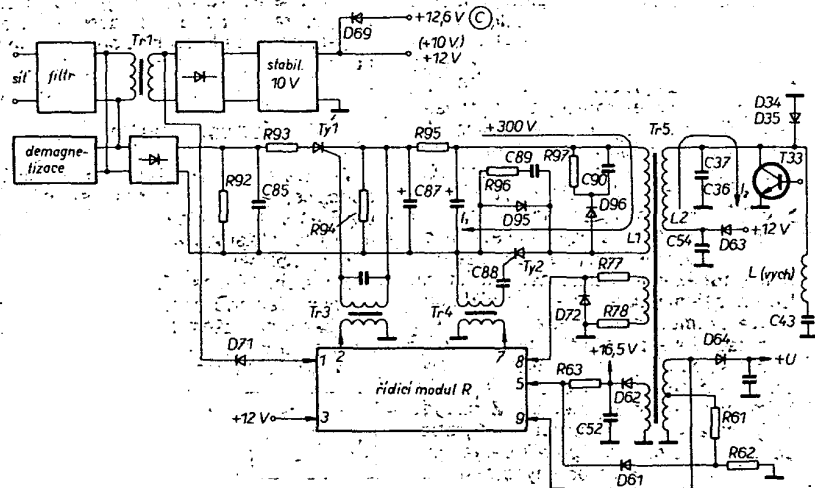 +12,6 V (C)
D69
(+10 V)
+12 V
Tr1
síť
filtr
stabil.
10 V
demagne-
tizace
R93
Ty1
R95
+300 V
Tr5
D34
D35
T33
R92
C85
R94
C87
I1
R96
C89
D95
R97
C90
D96
L1
L2
C37
C36
I2
C54
D63
+12 V
L (vych)
C43
Ty2
C88
Tr3
Tr4
R77
R78
D72
D71
1
2
3
7
8
5
9
řídicí modul R
+12 V
+16,5 V
R63
D62
C52
D61
D64
+U
R61
R62